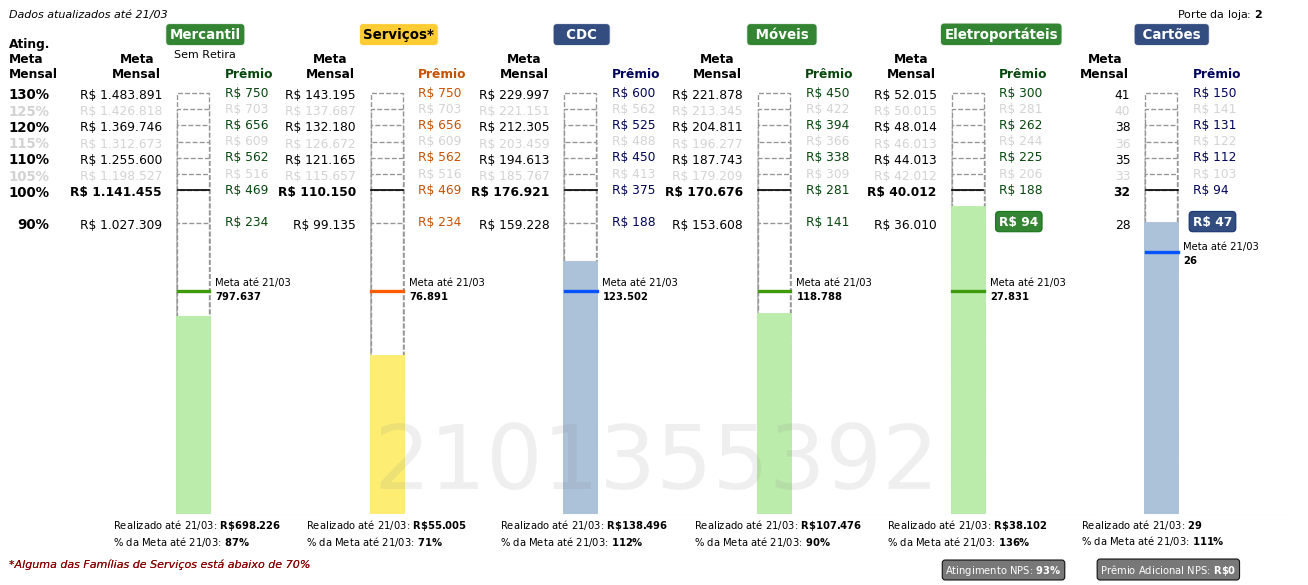 Dados atualizados até 21/03
Porte da loja: 2
Mercantil Serviços* CDC Móveis Eletroportáteis Cartões
Sem Retira
Ating. Meta Mensal
Meta Mensal Prêmio Meta Mensal Prêmio Meta Mensal Prêmio Meta Mensal Prêmio Meta Mensal Prêmio Meta Mensal Prêmio
130% R$ 1.483.891 R$ 750 R$ 143.195 R$ 750 R$ 229.997 R$ 600 R$ 221.878 R$ 450 R$ 52.015 R$ 300 41 R$ 150
125% R$ 1.426.818 R$ 703 R$ 137.687 R$ 703 R$ 221.151 R$ 562 R$ 213.345 R$ 422 R$ 50.015 R$ 281 40 R$ 141
120% R$ 1.369.746 R$ 656 R$ 132.180 R$ 656 R$ 212.305 R$ 525 R$ 204.811 R$ 394 R$ 48.014 R$ 262 38 R$ 131
115% R$ 1.312.673 R$ 609 R$ 126.672 R$ 609 R$ 203.459 R$ 488 R$ 196.277 R$ 366 R$ 46.013 R$ 244 36 R$ 122
110% R$ 1.255.600 R$ 562 R$ 121.165 R$ 562 R$ 194.613 R$ 450 R$ 187.743 R$ 338 R$ 44.013 R$ 225 35 R$ 112
105% R$ 1.198.527 R$ 516 R$ 115.657 R$ 516 R$ 185.767 R$ 413 R$ 179.209 R$ 309 R$ 42.012 R$ 206 33 R$ 103
100% R$ 1.141.455 R$ 469 R$ 110.150 R$ 469 R$ 176.921 R$ 375 R$ 170.676 R$ 281 R$ 40.012 R$ 188 32 R$ 94
90% R$ 1.027.309 R$ 234 R$ 99.135 R$ 234 R$ 159.228 R$ 188 R$ 153.608 R$ 141 R$ 36.010 R$ 94 28 R$ 47
Meta até 21/03
26
Meta até 21/03 Meta até 21/03 Meta até 21/03 Meta até 21/03 Meta até 21/03
797.637 76.891 123.502 118.788 27.831
2101355392
Realizado até 21/03: R$698.226 Realizado até 21/03: R$55.005 Realizado até 21/03: R$138.496 Realizado até 21/03: R$107.476 Realizado até 21/03: R$38.102 Realizado até 21/03: 29
% da Meta até 21/03: 87% % da Meta até 21/03: 71% % da Meta até 21/03: 112% % da Meta até 21/03: 90% % da Meta até 21/03: 136% % da Meta até 21/03: 111%
*Alguma das Famílias de Serviços está abaixo de 70%
Atingimento NPS: 93% Prêmio Adicional NPS: R$0